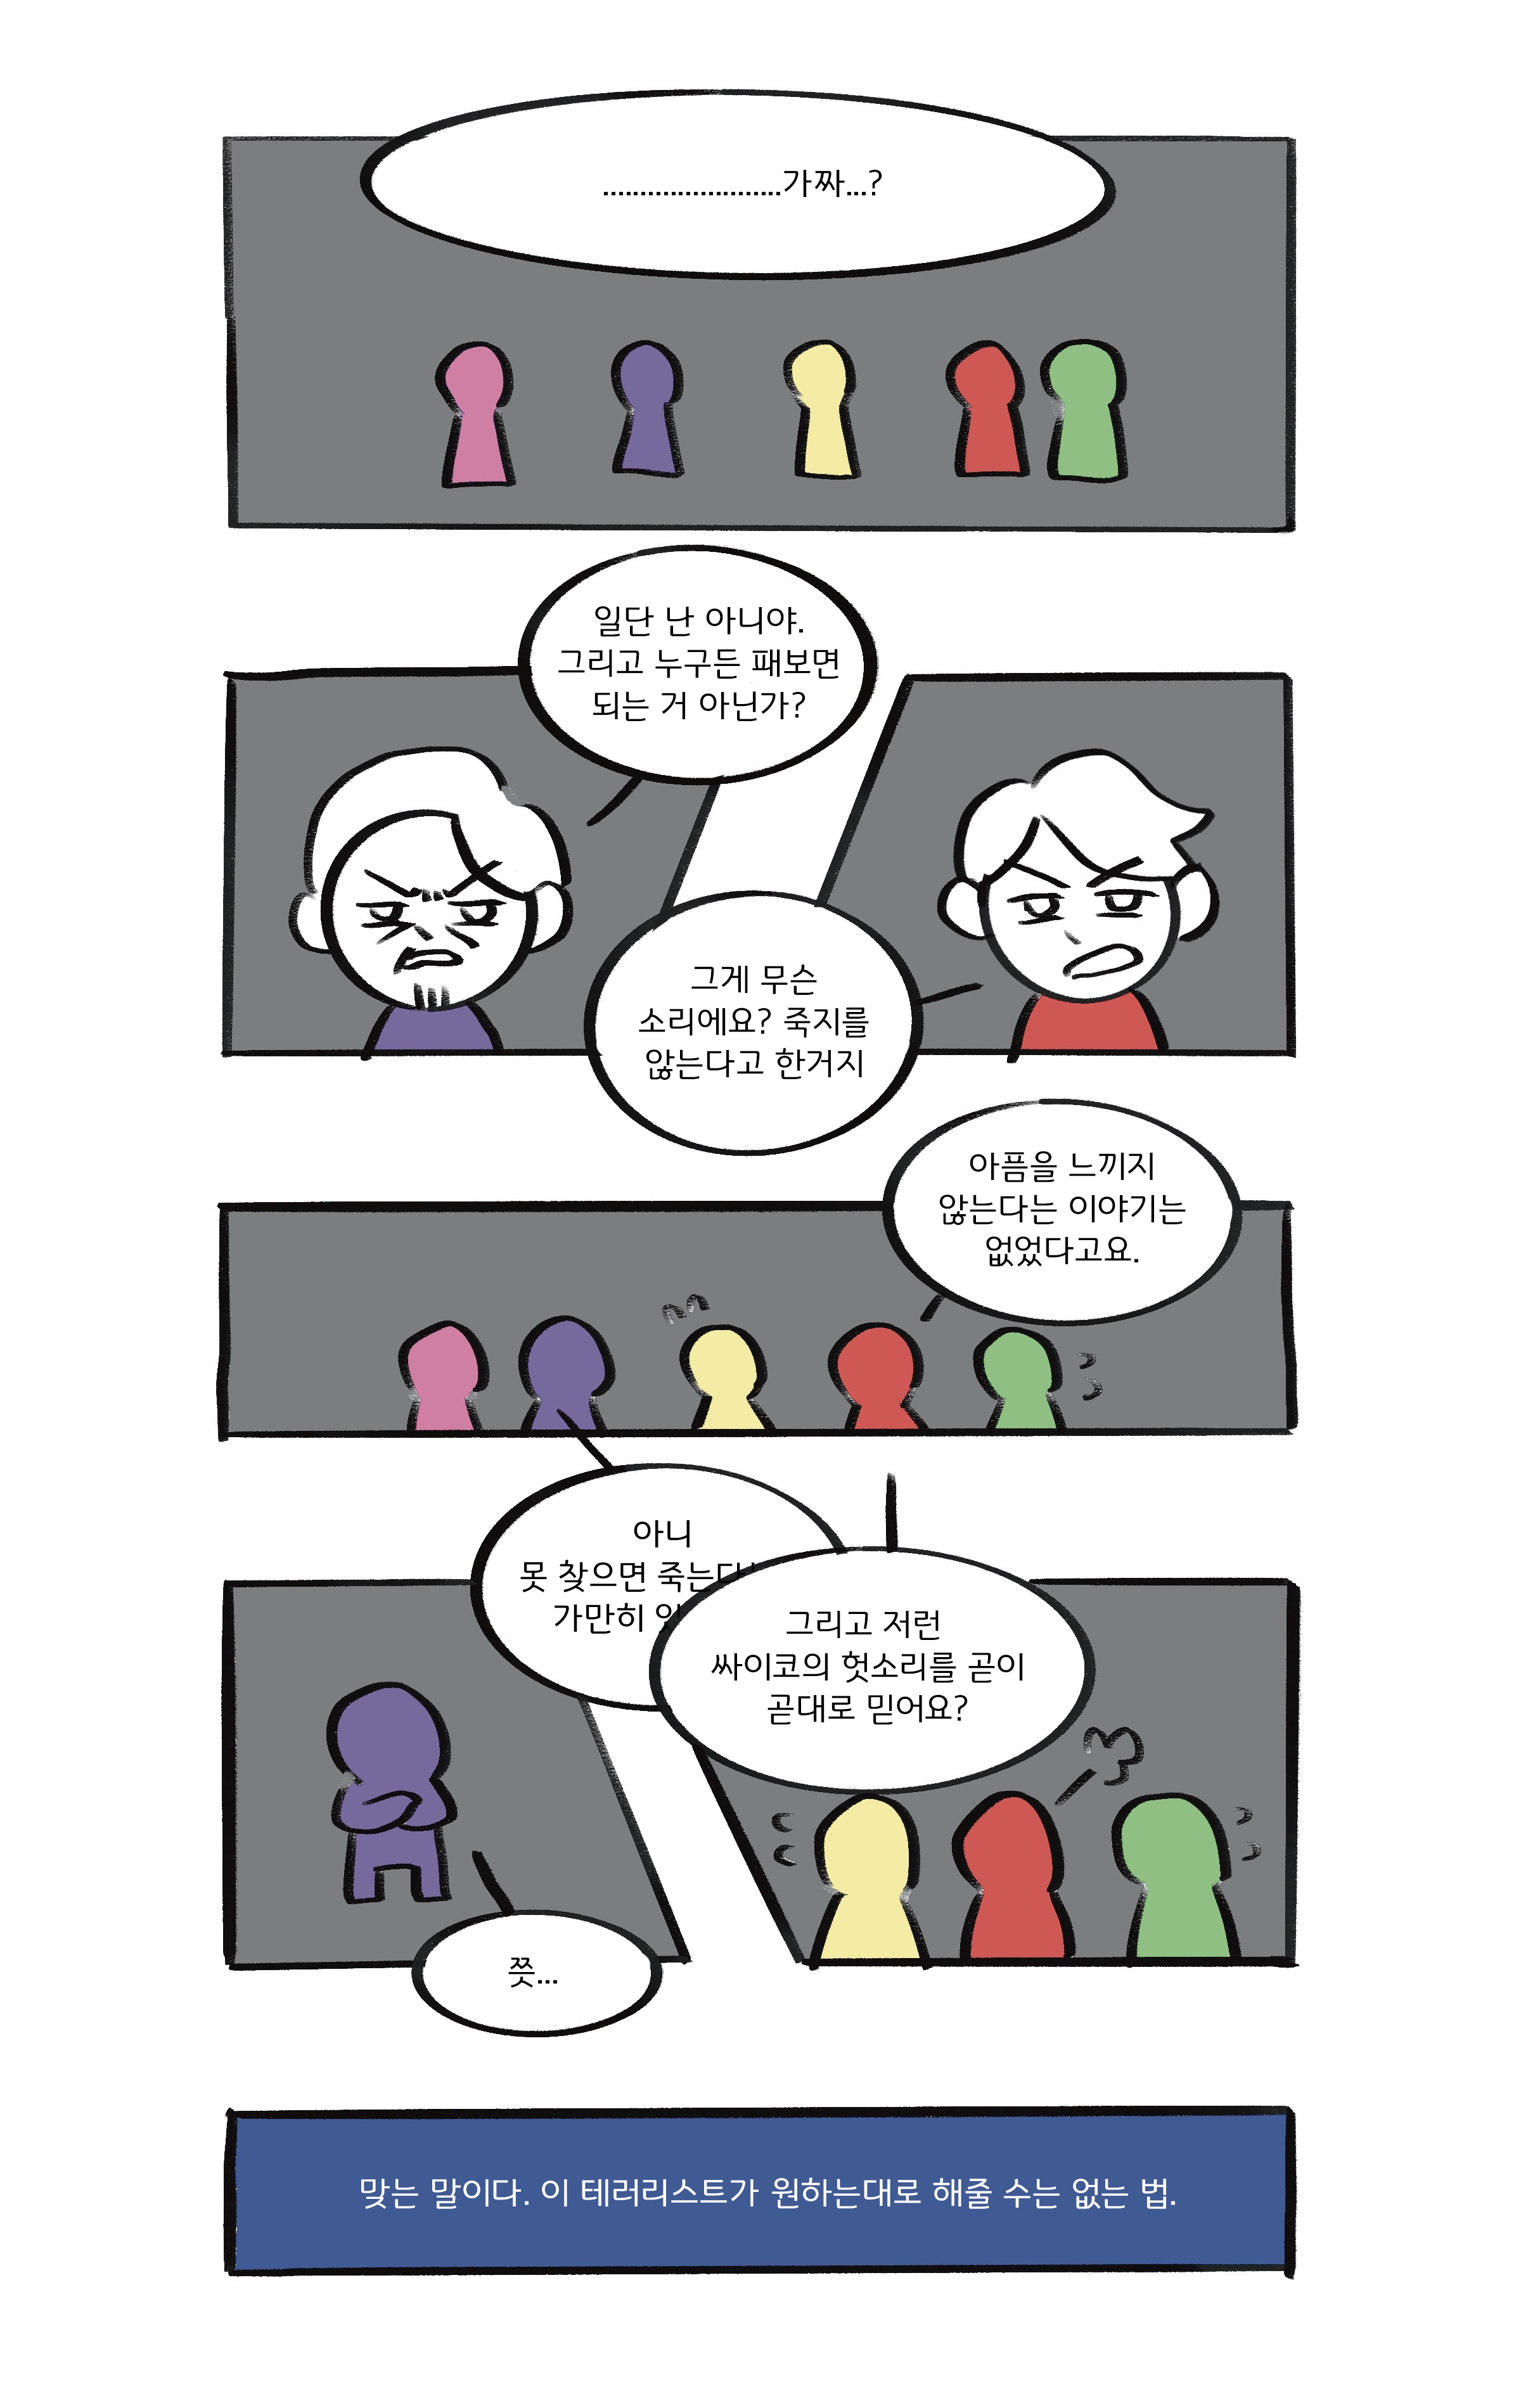 ........................가짜...?
일단 난 아니야.
그리고 누구든 패보면
되는 거 아닌가?
그게 무슨
소리에요? 죽지를
않는다고 한거지
아픔을 느끼지
않는다는 이야기는
없었다고요.
아니
못 찾으면
가만히
그리고 저런
싸이코의 헛소리를 곧이
곧대로 믿어요?
쯧...
맞는 말이다. 이 테러리스트가 원하는대로 해줄 수는 없는 법.